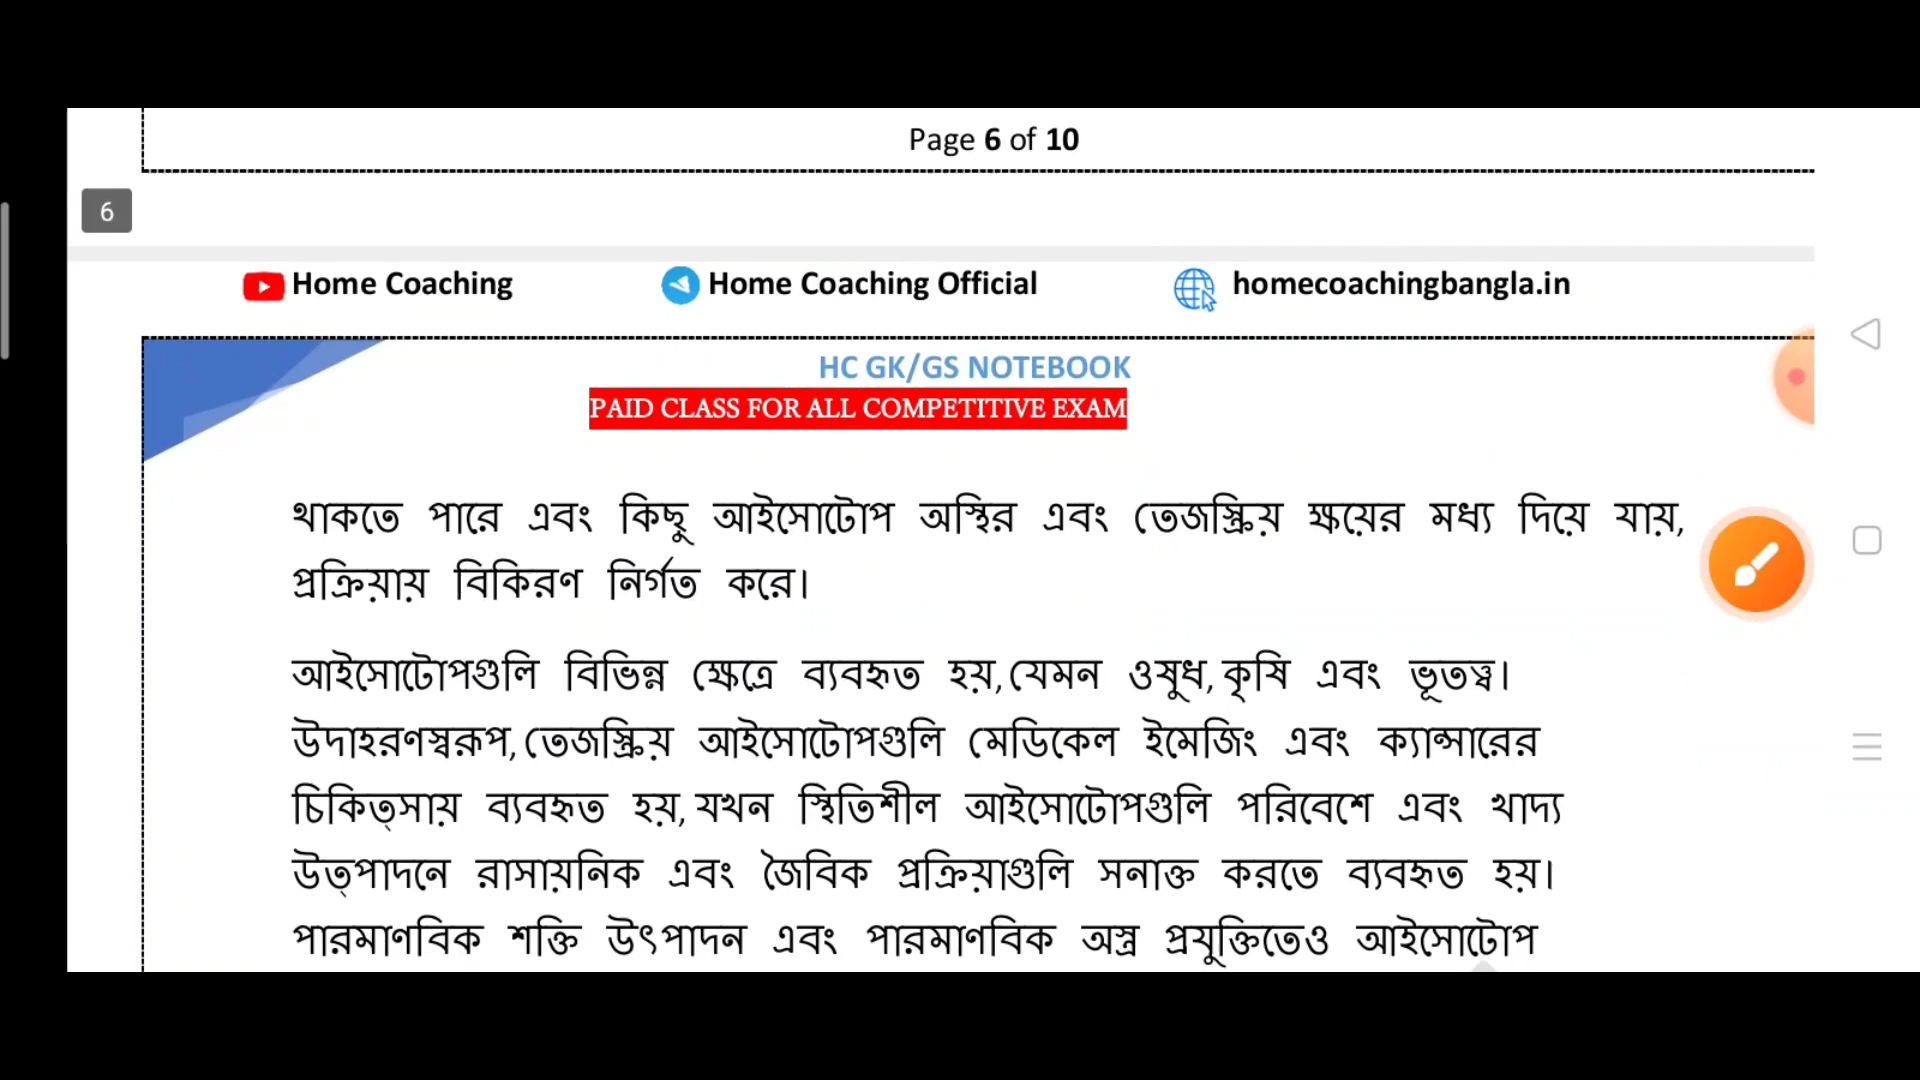 Page 6 of 10
6
Home Coaching Home Coaching Official homecoachingbangla.in
HC GK/GS NOTEBOOK
PAID CLASS FOR ALL COMPETITIVE EXAM
থাকতে পারে এবং কিছু আইসোটোপ অস্থির এবং তেজস্ক্রিয় ক্ষয়ের মধ্য দিয়ে যায়,
প্রক্রিয়ায় বিকিরণ নির্গত করে।
আইসোটোপগুলি বিভিন্ন ক্ষেত্রে ব্যবহৃত হয়, যেমন ওষুধ, কৃষি এবং ভূতত্ত্ব।
উদাহরণস্বরূপ, তেজস্ক্রিয় আইসোটোপগুলি মেডিকেল ইমেজিং এবং ক্যান্সারের
চিকিত্সায় ব্যবহৃত হয়, যখন স্থিতিশীল আইসোটোপগুলি পরিবেশে এবং খাদ্য
উত্পাদনে রাসায়নিক এবং জৈবিক প্রক্রিয়াগুলি সনাক্ত করতে ব্যবহৃত হয়।
পারমাণবিক শক্তি উৎপাদন এবং পারমাণবিক অস্ত্র প্রযুক্তিতেও আইসোটোপ